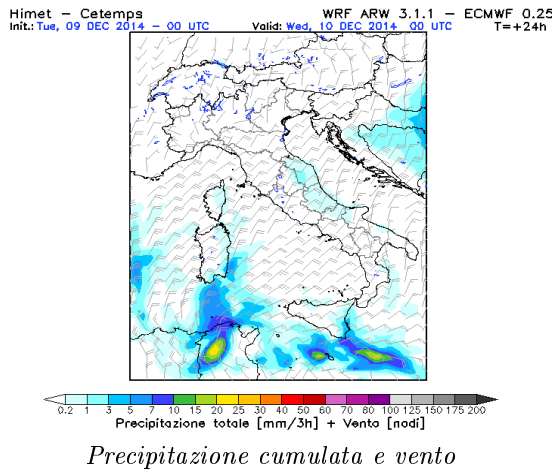 Himet – Cetemps WRF ARW 3.1.1 – ECMWF 0.25
Init.: Tue, 09 DEC 2014 – 00 UTC Valid: Wed, 10 DEC 2014 00 UTC T=+24h
0.2 1 3 5 7 10 15 20 25 30 40 50 60 70 80 100 125 150 175 200
Precipitazione totale [mm/3h] + Vento [nodi]
Precipitazione cumulata e vento